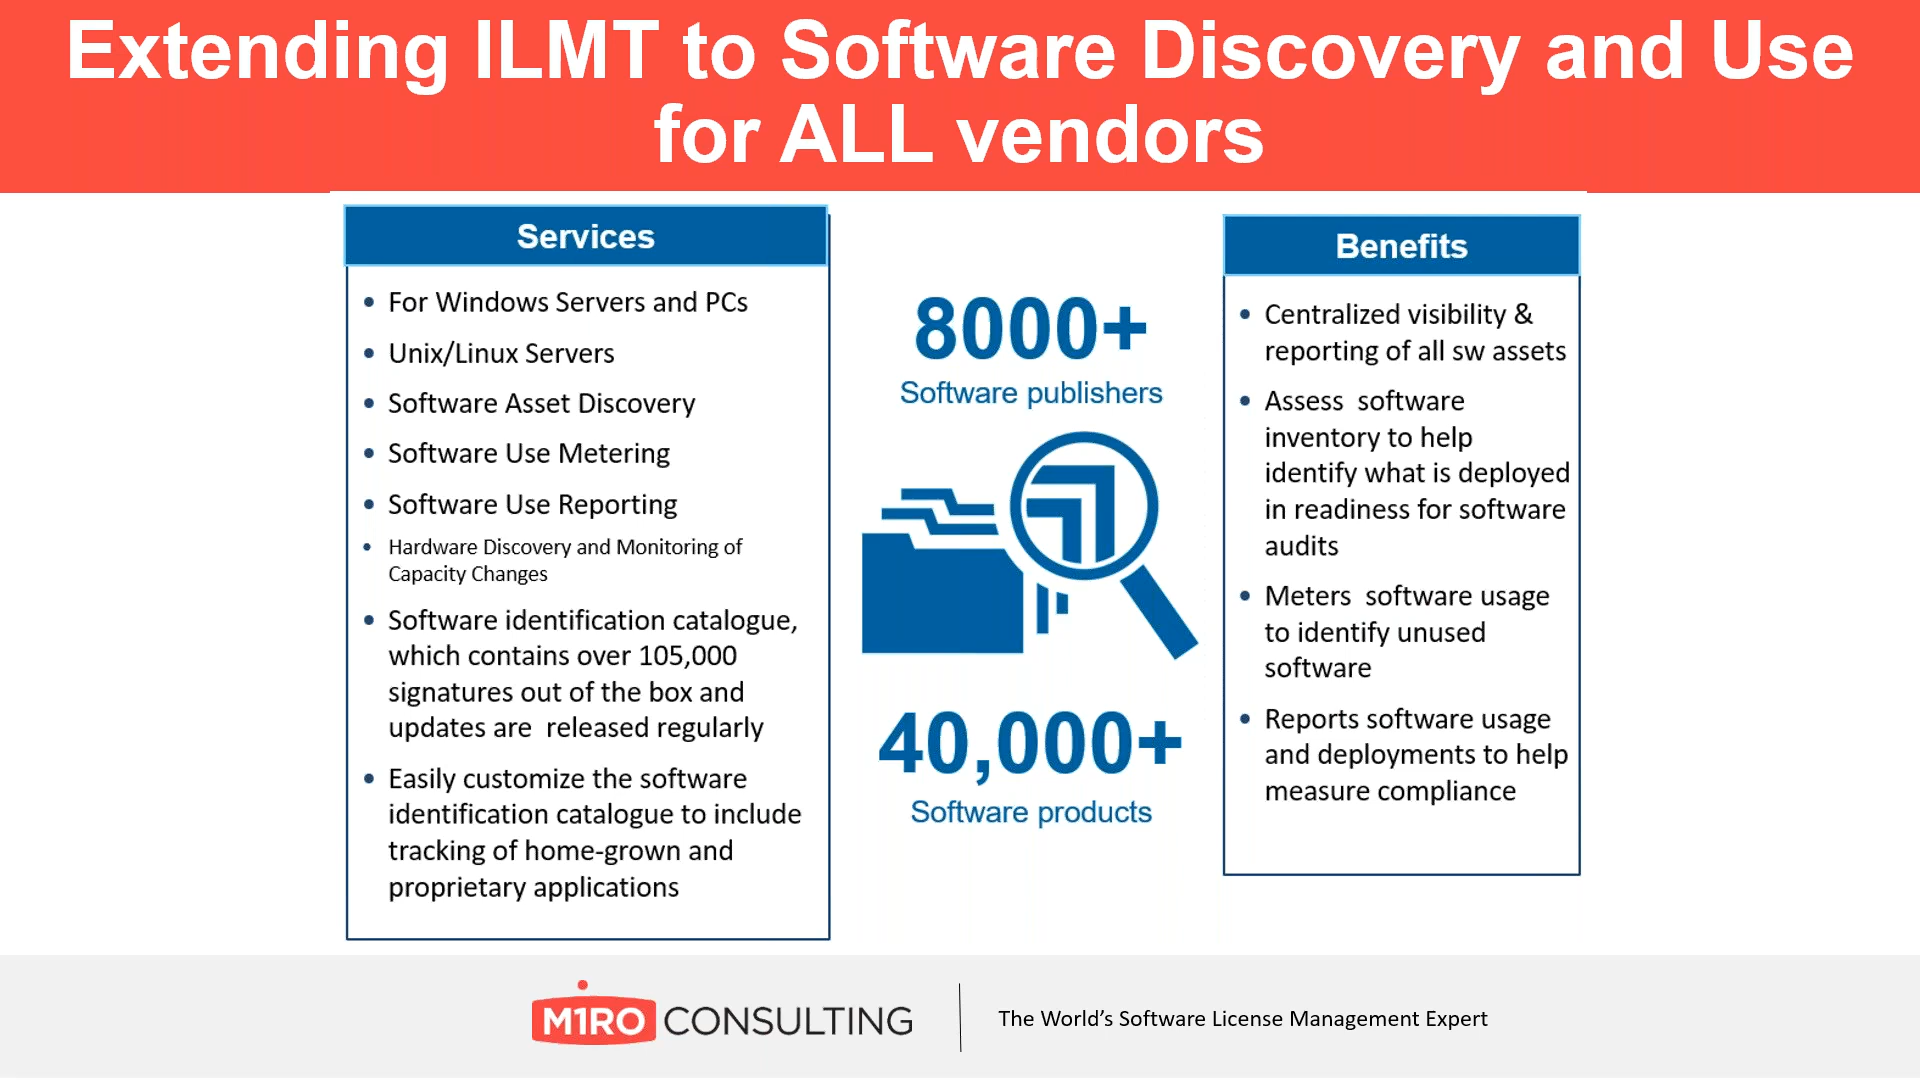 Extending ILMT to Software Discovery and Use
for ALL vendors
Services
• For Windows Servers and PCs
• Unix/Linux Servers
• Software Asset Discovery
• Software Use Metering
• Software Use Reporting
• Hardware Discovery and Monitoring of
Capacity Changes
• Software identification catalogue,
which contains over 105,000
signatures out of the box and
updates are  released regularly
• Easily customize the software
identification catalogue to include
tracking of home-grown and
proprietary applications
8000+
Software publishers
40,000+
Software products
Benefits
• Centralized visibility &
reporting of all sw assets
• Assess  software
inventory to help
identify what is deployed
in readiness for software
audits
• Meters  software usage
to identify unused
software
• Reports software usage
and deployments to help
measure compliance
M1RO CONSULTING
The World's Software License Management Expert